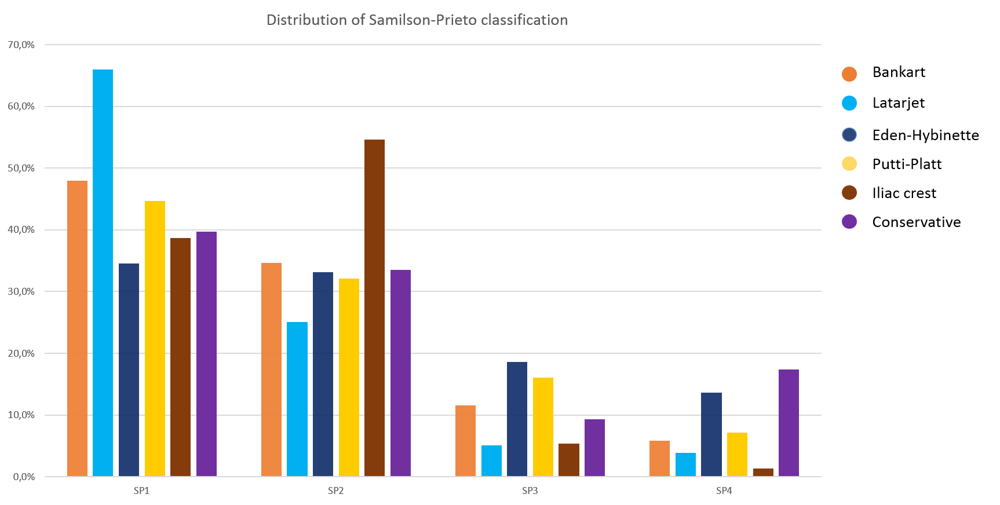 Distribution of Samilson-Prieto classification
70,0%
60,0%
50,0%
40,0%
30,0%
20,0%
10,0%
0,0%
SP1
SP2
SP3
SP4
Bankart
Latarjet
Eden-Hybinette
Putti-Platt
Iliac crest
Conservative